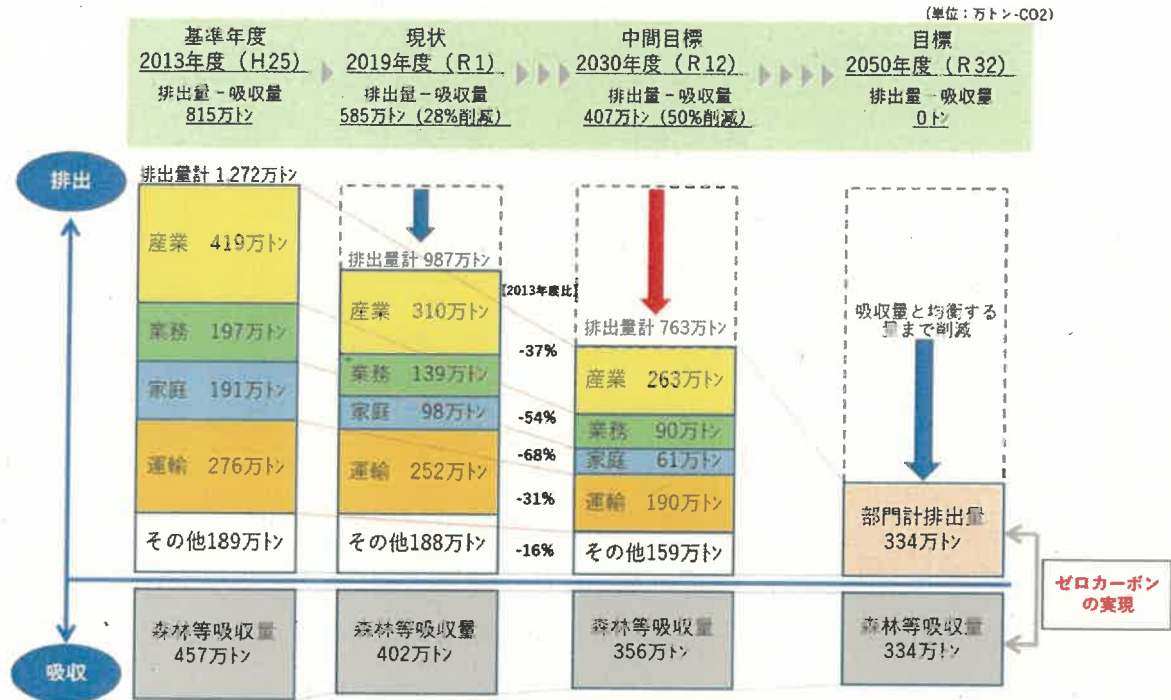 (単位：万トン-CO2)
基準年度
2013年度（H25）
排出量－吸収量
815万トン
現状
2019年度（R1）
排出量－吸収量
585万トン（28%削減）
中間目標
2030年度（R12）
排出量－吸収量
407万トン（50%削減）
目標
2050年度（R32）
排出量－吸収量
0トン
排出
排出量計 1,272万トン
産業 419万トン
業務 197万トン
家庭 191万トン
運輸 276万トン
その他189万トン
森林等吸収量
457万トン
排出量計 987万トン
産業 310万トン
業務 139万トン
家庭 98万トン
運輸 252万トン
その他188万トン
森林等吸収量
402万トン
【2013年度比】
-37%
-54%
-68%
-31%
-16%
排出量計 763万トン
産業 263万トン
業務 90万トン
家庭 61万トン
運輸 190万トン
その他159万トン
森林等吸収量
356万トン
吸収量と均衡する
量まで削減
部門計排出量
334万トン
森林等吸収量
334万トン
ゼロカーボン
の実現
吸収